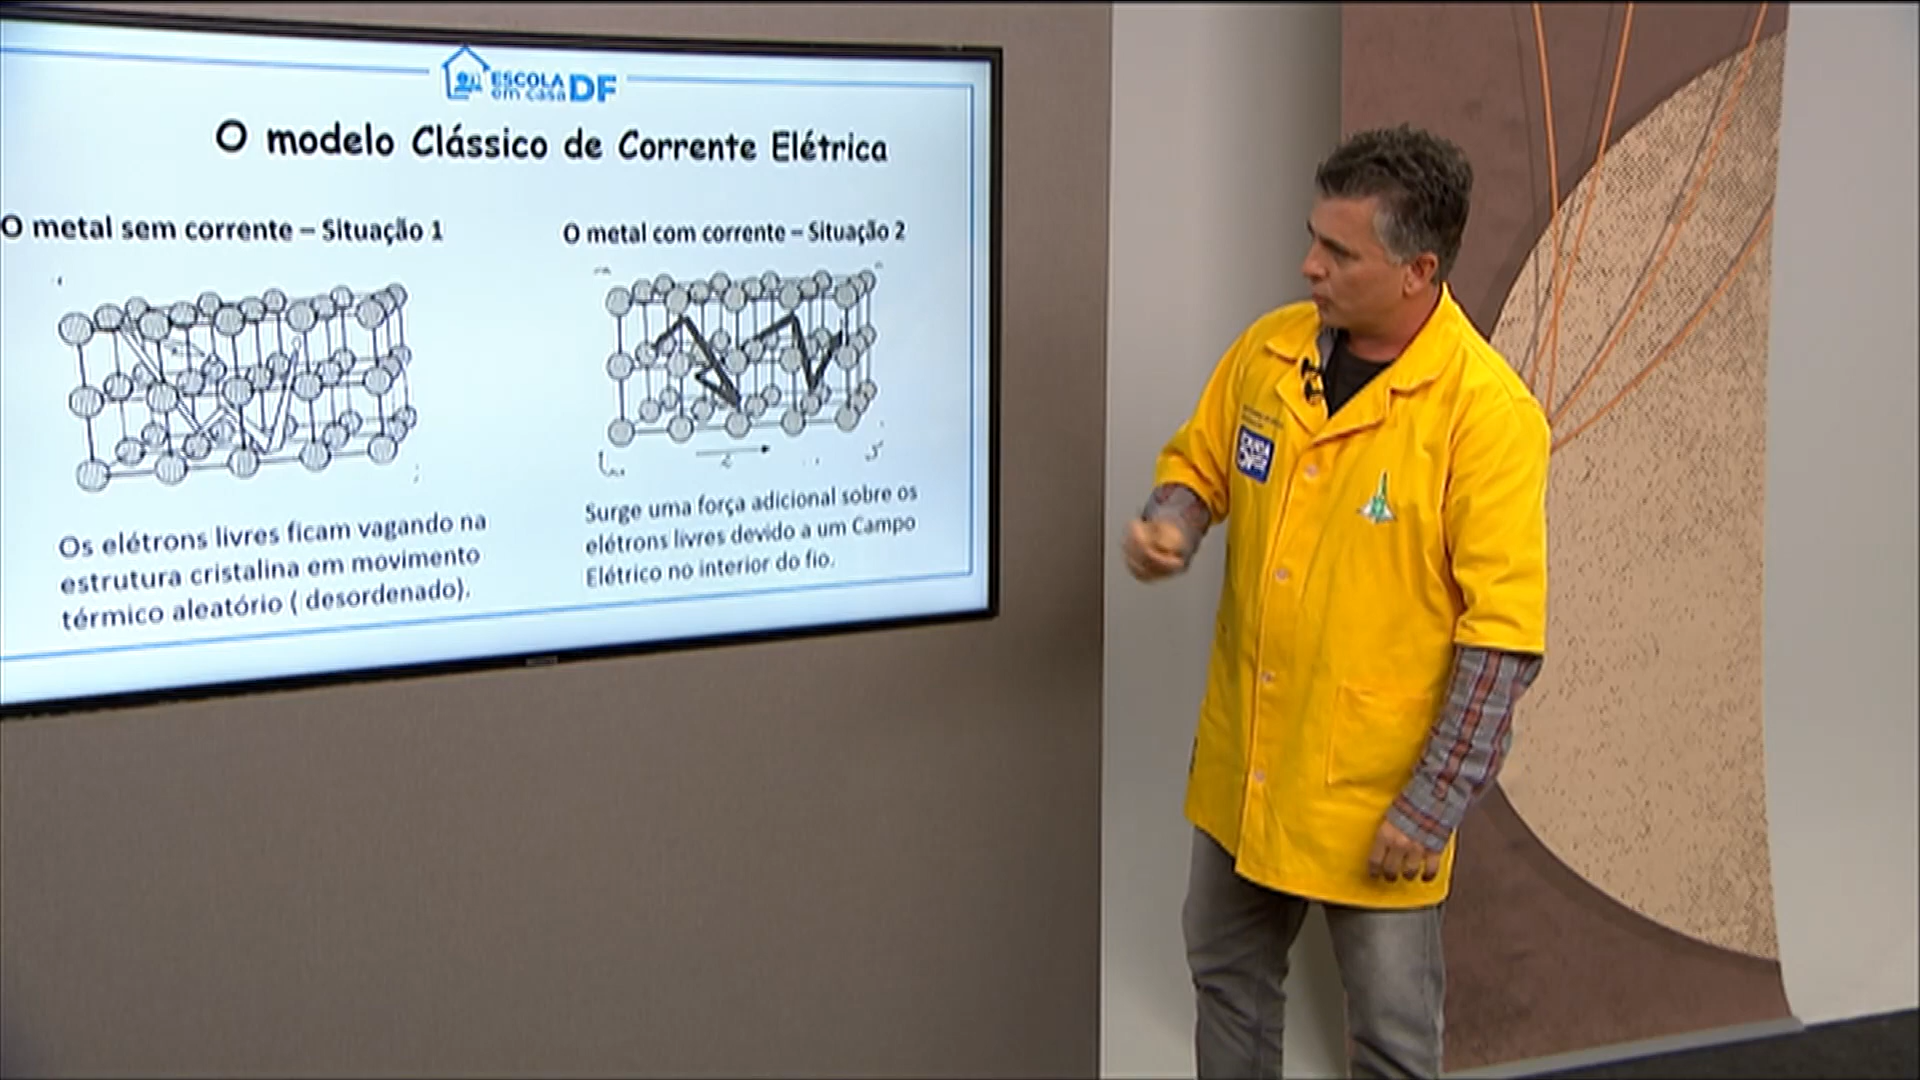 ESCOLA
em casa DF
O modelo Clássico de Corrente Elétrica
O metal sem corrente – Situação 1
O metal com corrente – Situação 2
Os elétrons livres ficam vagando na
estrutura cristalina em movimento
térmico aleatório ( desordenado).
Surge uma força adicional sobre os
elétrons livres devido a um Campo
Elétrico no interior do fio.